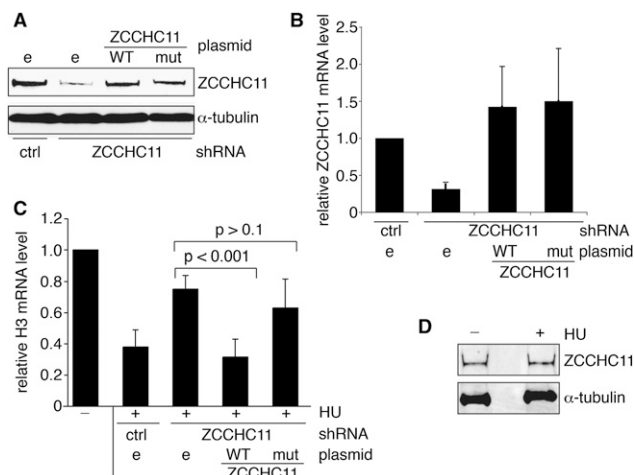 A
ZCCHC11
plasmid
e e WT mut
ZCCHC11
α-tubulin
ctrl ZCCHC11 shRNA
B
relative ZCCHC11 mRNA level
2.5
2.0
1.5
1.0
0.5
0.0
ctrl ZCCHC11 shRNA
e e WT mut plasmid
ZCCHC11
C
relative H3 mRNA level
1.2
1.0
0.8
0.6
0.4
0.2
0
p > 0.1
p < 0.001
– + + + + HU
ctrl ZCCHC11 shRNA
e e WT mut plasmid
ZCCHC11
D
– + HU
ZCCHC11
α-tubulin